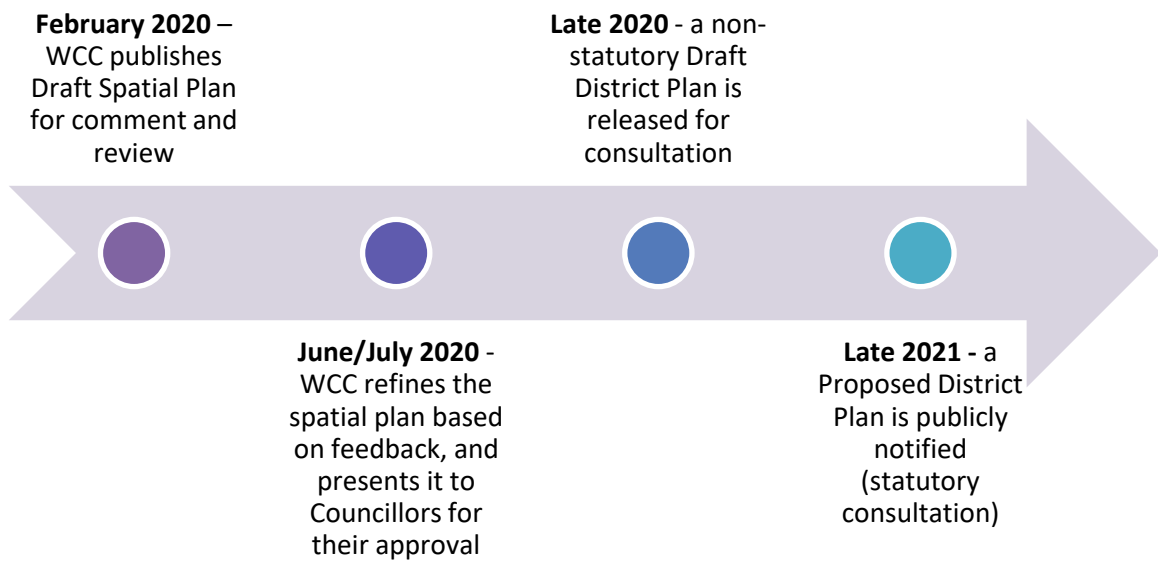 February 2020 –
WCC publishes
Draft Spatial Plan
for comment and
review
June/July 2020 -
WCC refines the
spatial plan based
on feedback, and
presents it to
Councillors for
their approval
Late 2020 - a non-
statutory Draft
District Plan is
released for
consultation
Late 2021 - a
Proposed District
Plan is publicly
notified
(statutory
consultation)